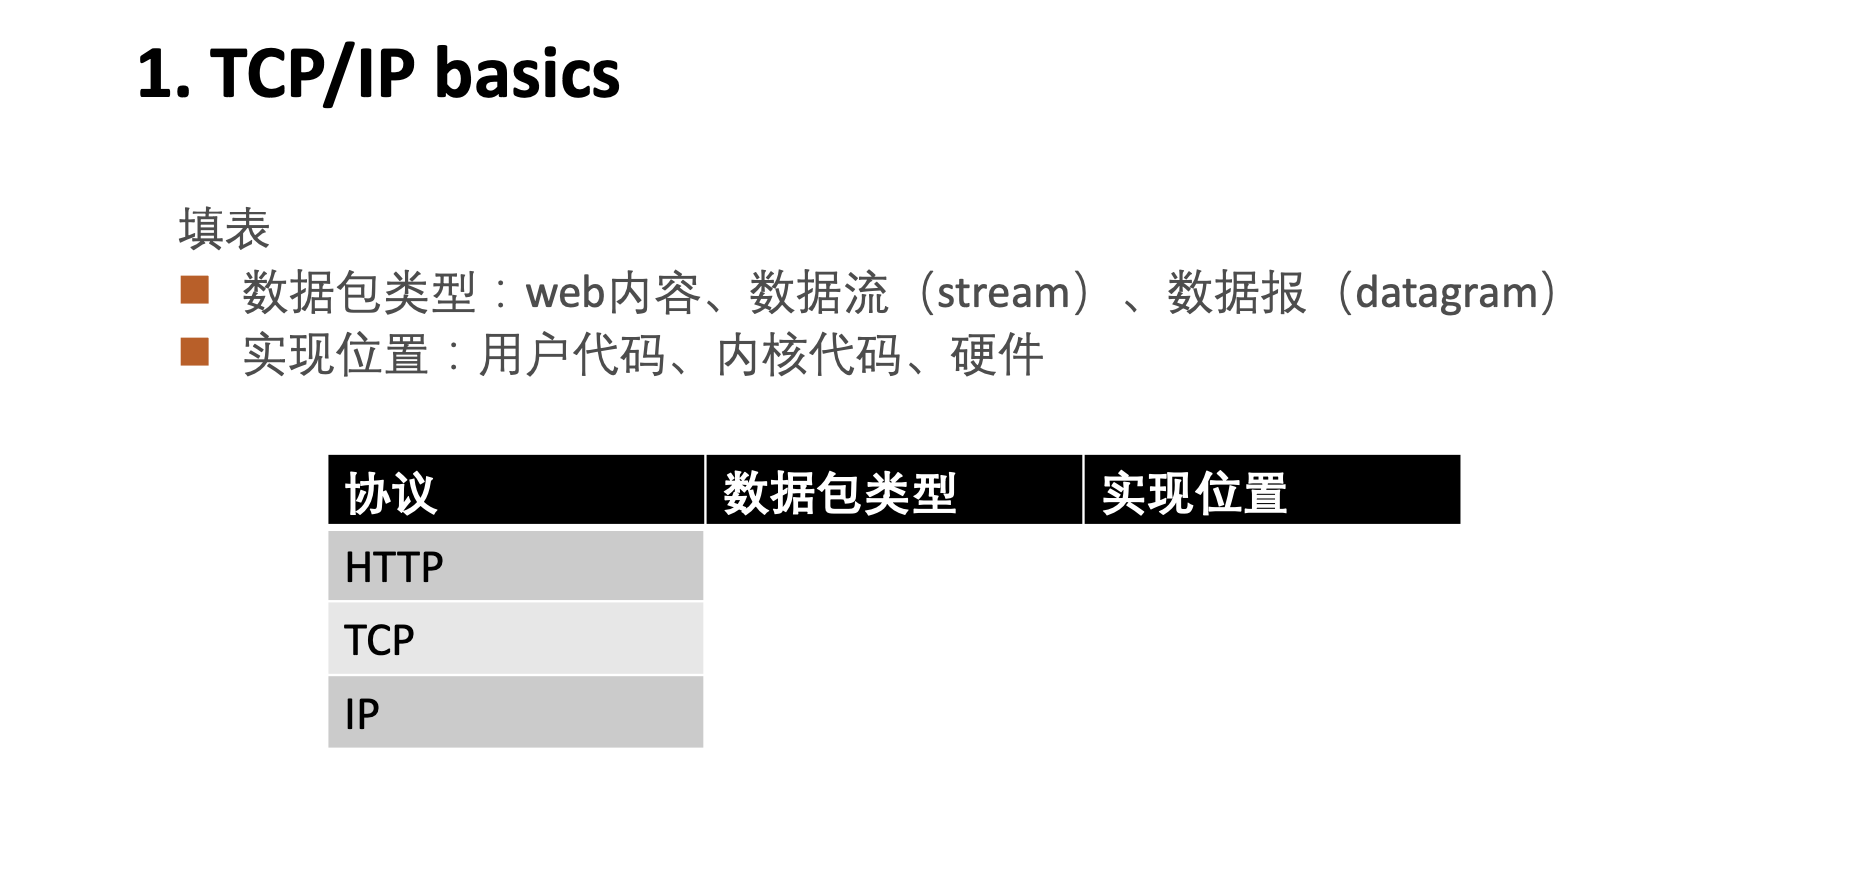 1. TCP/IP basics
填表
数据包类型：web内容、数据流（stream）、数据报（datagram）
实现位置：用户代码、内核代码、硬件
协议 数据包类型 实现位置
HTTP
TCP
IP